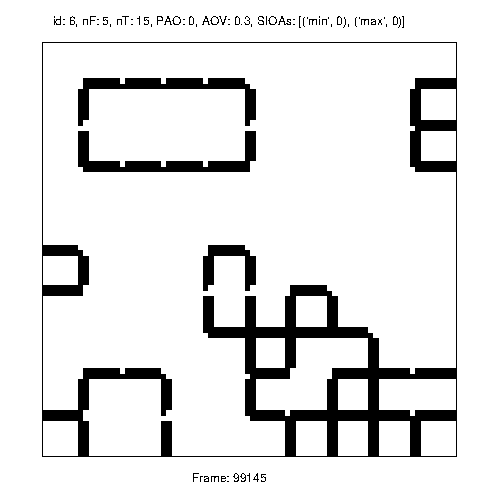 id: 6, nF: 5, nT: 15, PAO: 0, AOV: 0.3, SIOAs: [('min', 0), ('max', 0)]
Frame: 99145